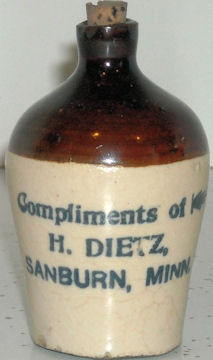 Compliments of
H. DIETZ,
SANBURN, MINN.